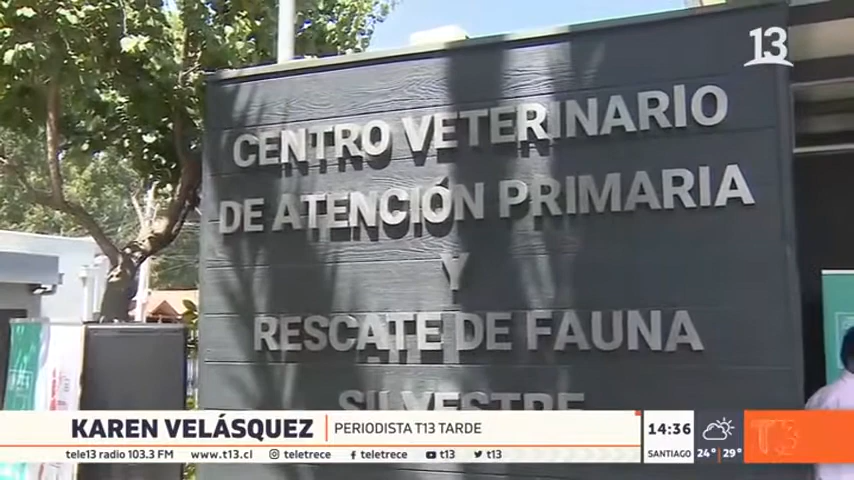 13
CENTRO VETERINARIO
DE ATENCIÓN PRIMARIA
Y
RESCATE DE FAUNA
SILVESTRE
KAREN VELÁSQUEZ
PERIODISTA T13 TARDE
tele13 radio 103.3 FM www.t13.cl teletrece teletrece t13 t13
14:36
SANTIAGO
24° 29°
T13